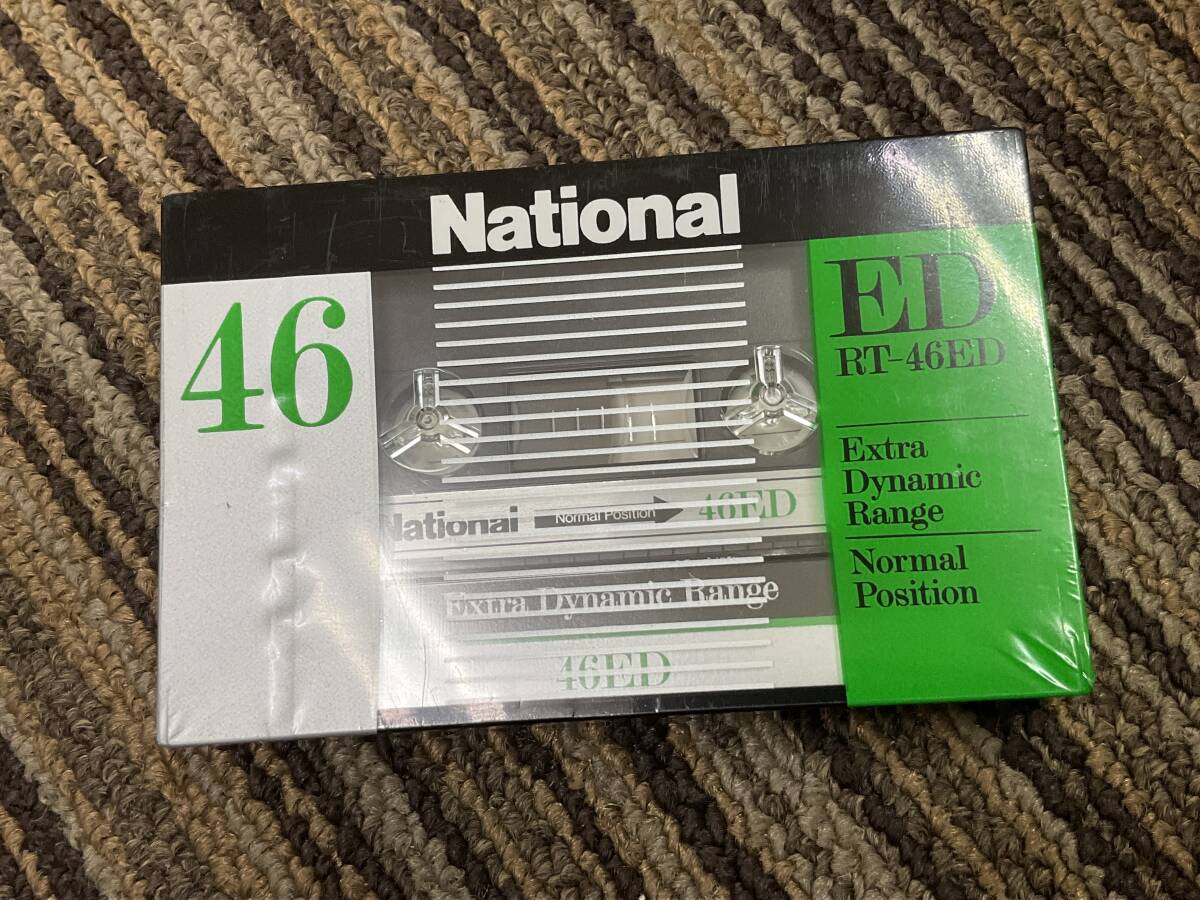 National
46
ED
RT-46ED
Extra
Dynamic
Range
Normal
Position
National Normal Position 46ED
Extra Dynamic Range
46ED